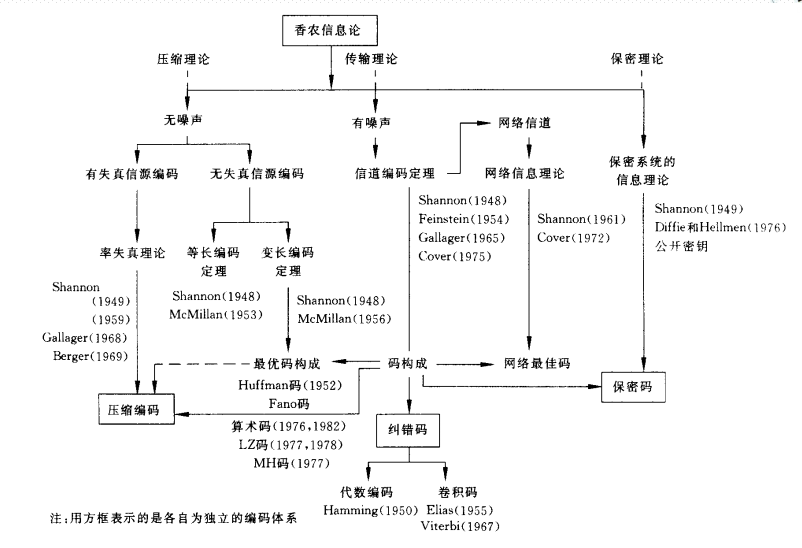 香农信息论
压缩理论
传输理论
保密理论
无噪声
有噪声
网络信道
有失真信源编码
无失真信源编码
信道编码定理
网络信息理论
保密系统的
信息理论
Shannon(1948)
Feinstein(1954)
Gallager(1965)
Cover(1975)
Shannon(1961)
Cover(1972)
Shannon(1949)
Diffie和Hellmen(1976)
公开密钥
率失真理论
等长编码
定理
变长编码
定理
Shannon
(1949)
(1959)
Gallager(1968)
Berger(1969)
Shannon(1948)
McMillan(1953)
Shannon(1948)
McMillan(1956)
最优码构成
码构成
网络最佳码
Huffman码(1952)
Fano码
压缩编码
保密码
算术码(1976,1982)
LZ码(1977,1978)
MH码(1977)
纠错码
代数编码
Hamming(1950)
卷积码
Elias(1955)
Viterbi(1967)
注:用方框表示的是各自为独立的编码体系